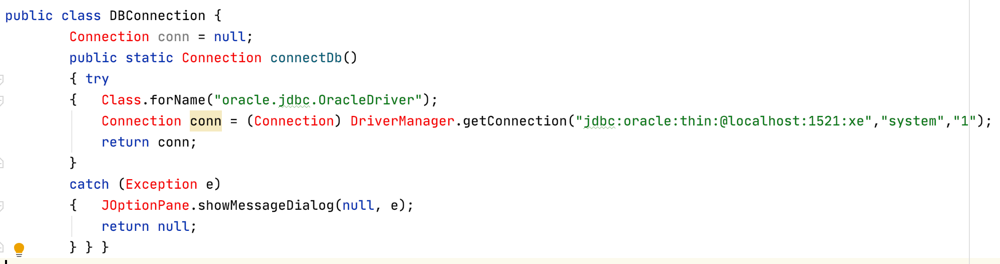 public class DBConnection {
        Connection conn = null;
        public static Connection connectDb()
        { try
        {   Class.forName("oracle.jdbc.OracleDriver");
            Connection conn = (Connection) DriverManager.getConnection("jdbc:oracle:thin:@localhost:1521:xe","system","1");
            return conn;
        }
        catch (Exception e)
        {   JOptionPane.showMessageDialog(null, e);
            return null;
        } } }